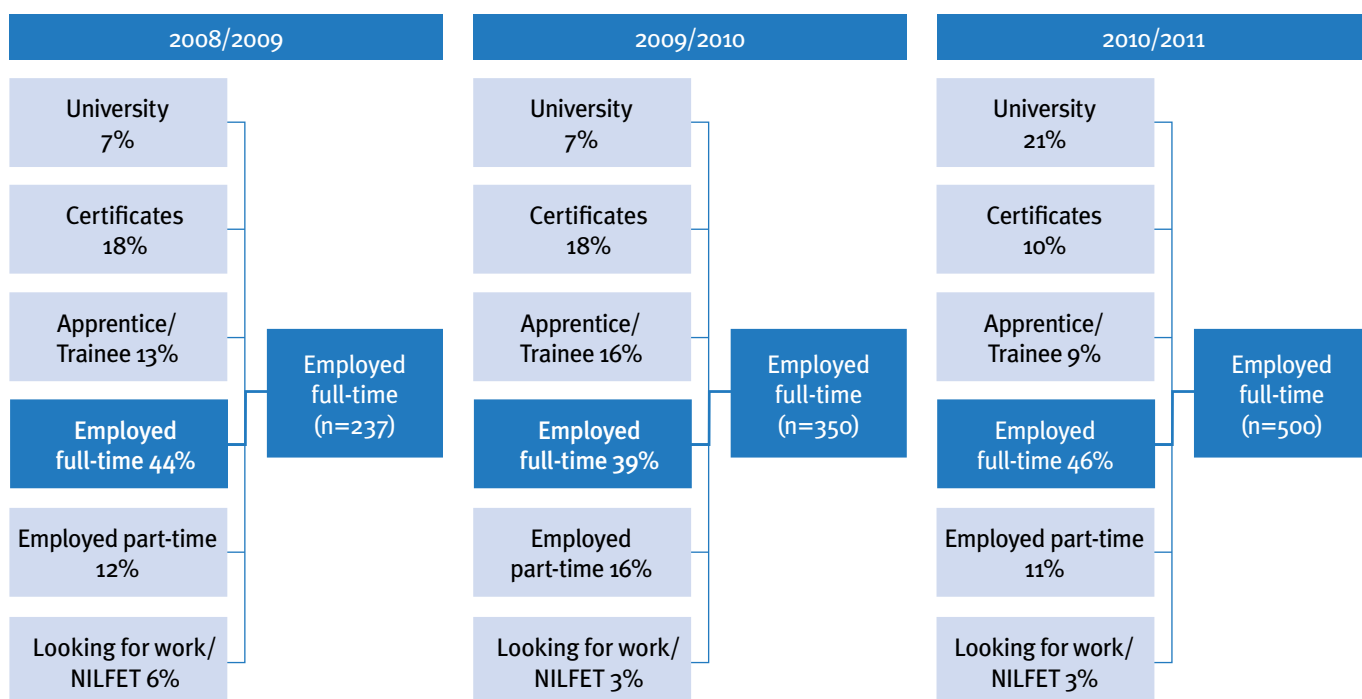 2008/2009
University
7%
Certificates
18%
Apprentice/
Trainee 13%
Employed
full-time 44%
Employed part-time
12%
Looking for work/
NILFET 6%
Employed
full-time
(n=237)
2009/2010
University
7%
Certificates
18%
Apprentice/
Trainee 16%
Employed
full-time 39%
Employed
part-time 16%
Looking for work/
NILFET 3%
Employed
full-time
(n=350)
2010/2011
University
21%
Certificates
10%
Apprentice/
Trainee 9%
Employed
full-time 46%
Employed part-time
11%
Looking for work/
NILFET 3%
Employed
full-time
(n=500)